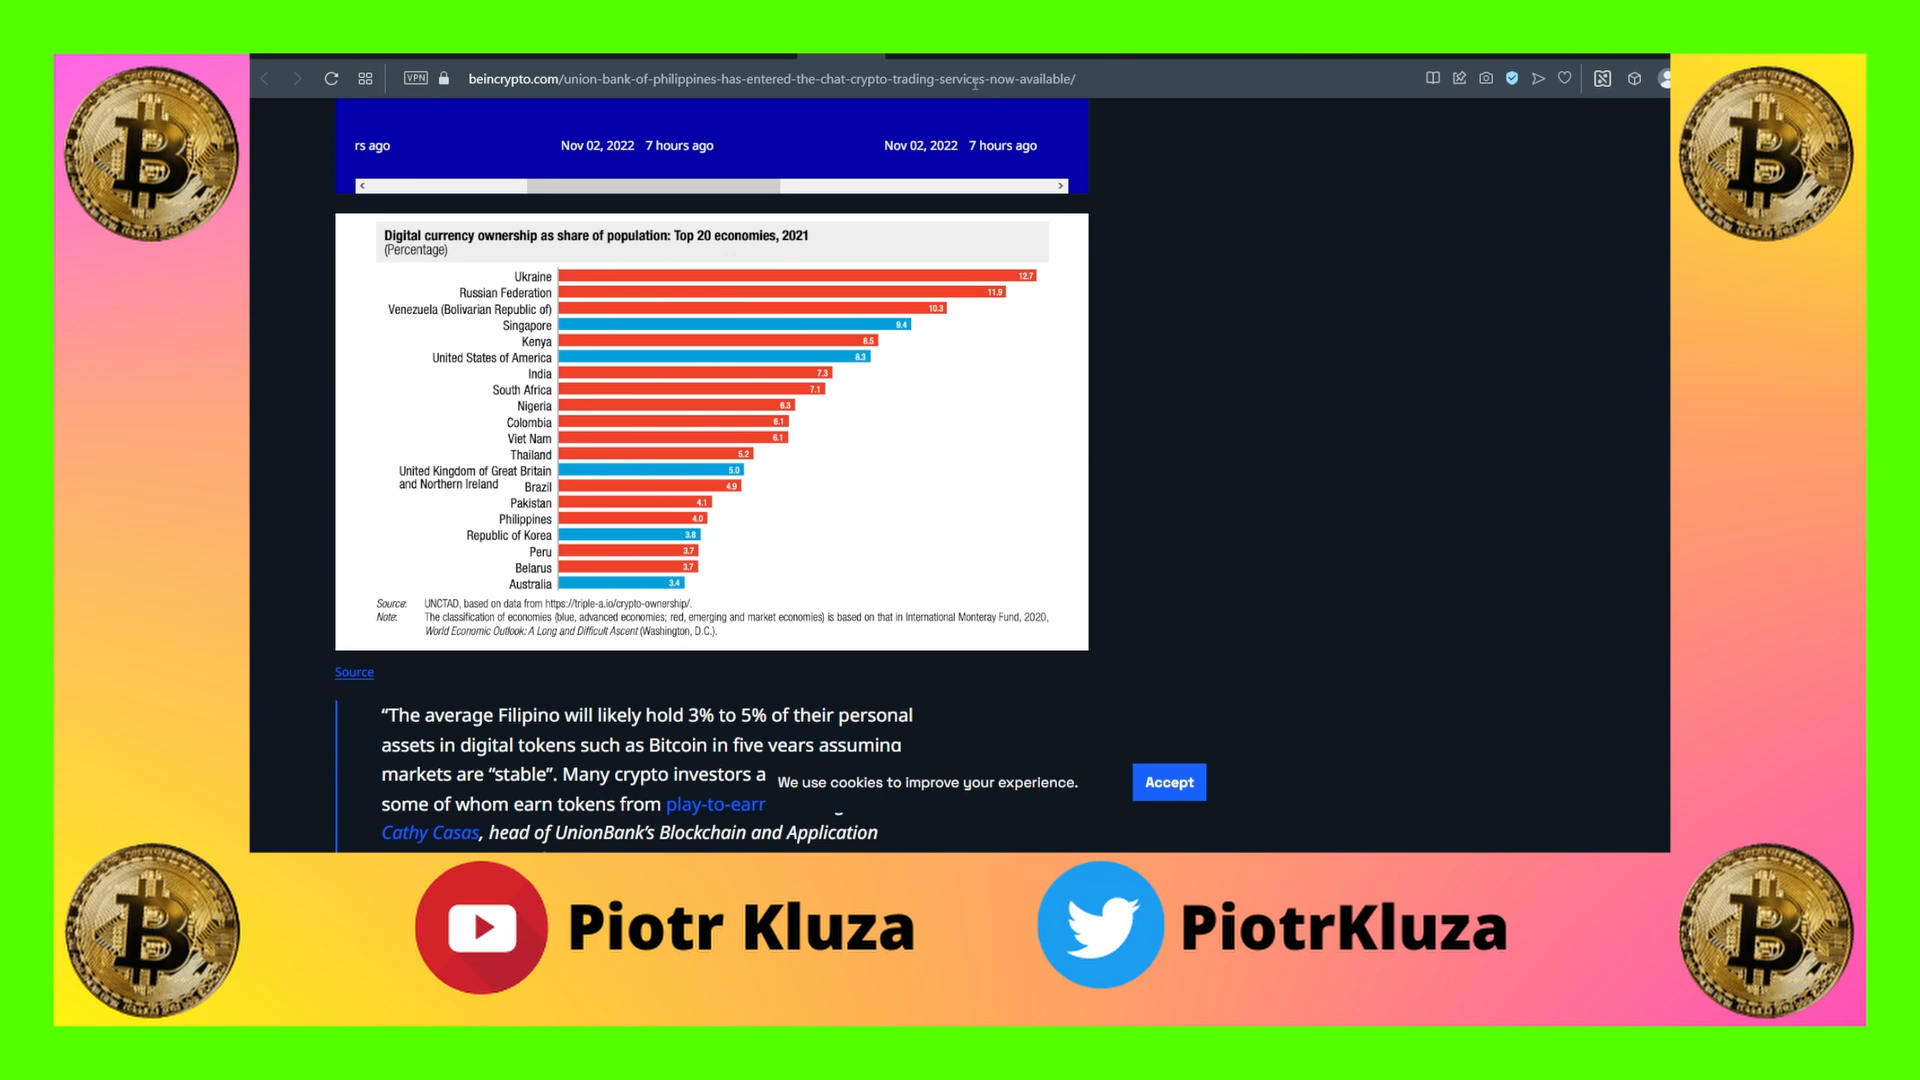 VPN
beincrypto.com/union-bank-of-philippines-has-entered-the-chat-crypto-trading-services-now-available/
rs ago
Nov 02, 2022 7 hours ago
Nov 02, 2022 7 hours ago
Digital currency ownership as share of population: Top 20 economies, 2021
(Percentage)
Ukraine 12.7
Russian Federation 11.9
Venezuela (Bolivarian Republic of) 10.3
Singapore 9.4
Kenya 8.5
United States of America 8.3
India 7.3
South Africa 7.1
Nigeria 6.3
Colombia 6.1
Viet Nam 6.1
Thailand 5.2
United Kingdom of Great Britain 5.0
and Northern Ireland
Brazil 4.9
Pakistan 4.1
Philippines 4.0
Republic of Korea 3.8
Peru 3.7
Belarus 3.7
Australia 3.4
Source: UNCTAD, based on data from https://triple-a.io/crypto-ownership/.
Note: The classification of economies (blue, advanced economies; red, emerging and market economies) is based on that in International Monteray Fund, 2020,
World Economic Outlook: A Long and Difficult Ascent (Washington, D.C.).
Source
“The average Filipino will likely hold 3% to 5% of their personal
assets in digital tokens such as Bitcoin in five years assuming
markets are “stable”. Many crypto investors a
We use cookies to improve your experience.
Accept
some of whom earn tokens from play-to-earr
Cathy Casas, head of UnionBank’s Blockchain and Application
Piotr Kluza
PiotrKluza